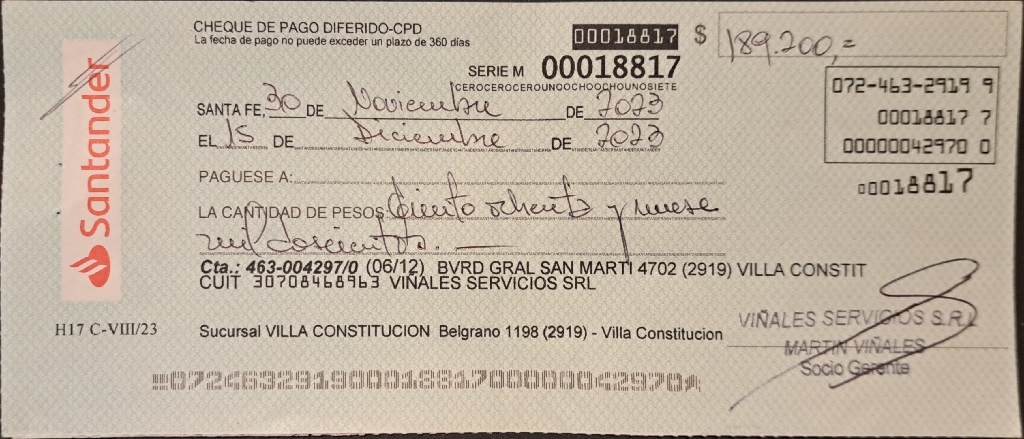 CHEQUE DE PAGO DIFERIDO-CPD
La fecha de pago no puede exceder un plazo de 360 días
00018817 $ 189.200,=
SERIE M 00018817
CEROCEROCEROUNOOCHOOCHOUNOSIETE
072-463-2919 9
00018817 7
00000042970 0
00018817
Santander
SANTA FE, 30 DE Noviembre DE 2023
EL 15 DE Diciembre DE 2023
PAGUESE A:
LA CANTIDAD DE PESOS Ciento ochenta y nueve
mil doscientos.
Cta.: 463-004297/0 (06/12) BVRD GRAL SAN MARTI 4702 (2919) VILLA CONSTIT
CUIT 30708468963 VIÑALES SERVICIOS SRL
H17 C-VIII/23
Sucursal VILLA CONSTITUCION Belgrano 1198 (2919) - Villa Constitucion
VIÑALES SERVICIOS S.R.L
MARTIN VIÑALES
Socio Gerente
07246329190001881700000042970